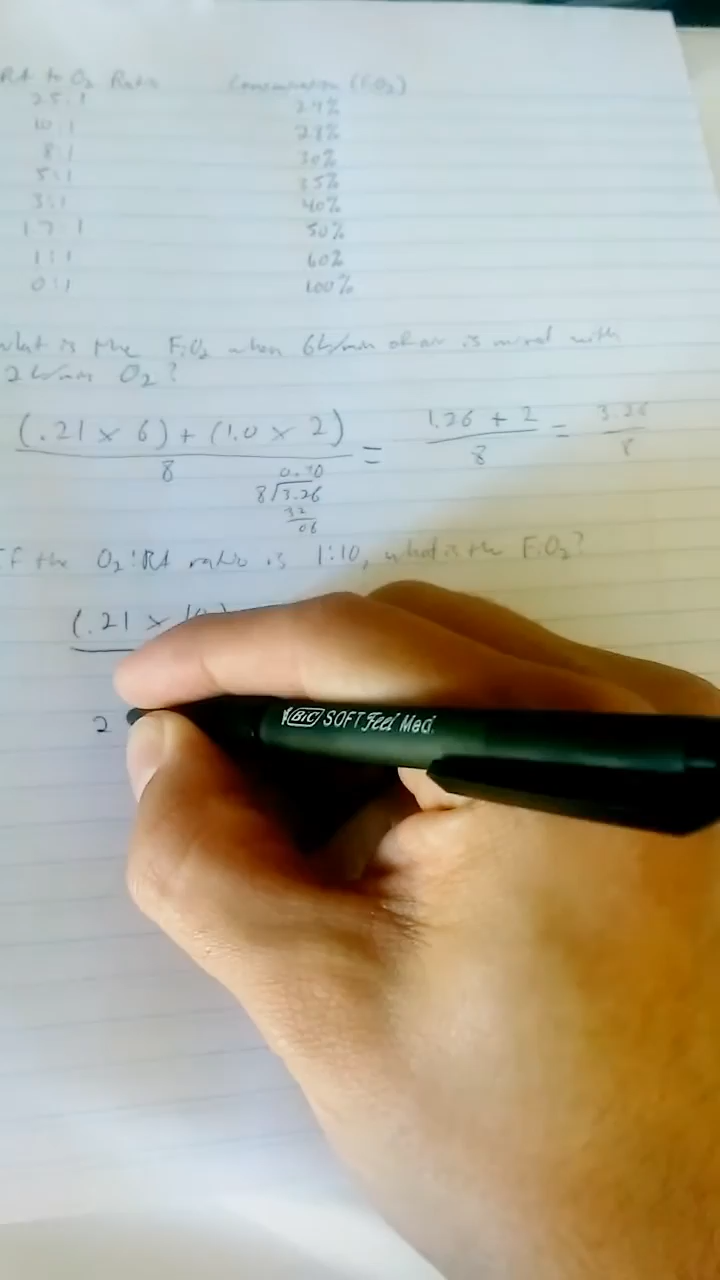 to O₂ Ratio Concentration (FiO₂)
25:1 24%
10:1 28%
8:1 30%
5:1 35%
3:1 40%
1.7:1 50%
1:1 60%
0:1 100%
what is the FiO₂ when 6L/min of air is mixed with
2 L/min O₂?
(.21 x 6) + (1.0 x 2) = 1.26 + 2 = 3.26
8 8 8
0.
8 3.26
32
06
If the O₂: ratio is 1:10, what is the FiO₂?
(.21 x
2
BIC SOFT Feel Med.